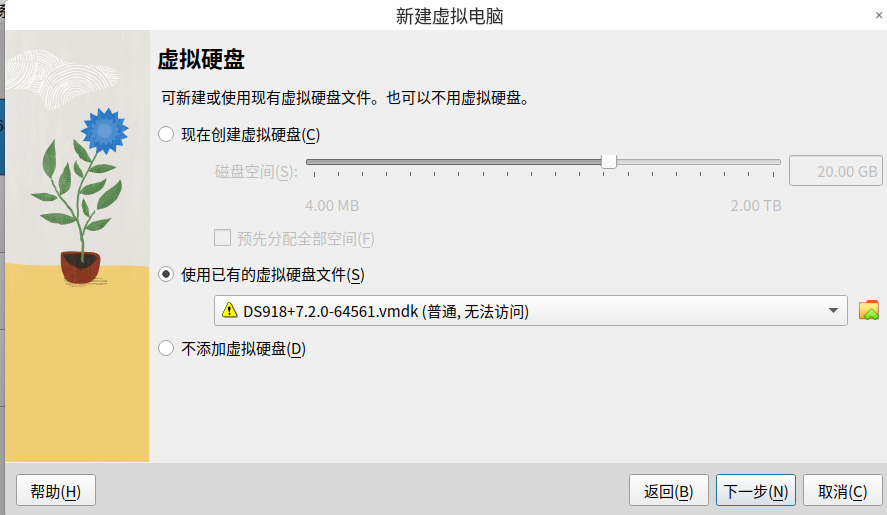 新建虚拟电脑
虚拟硬盘
可新建或使用现有虚拟硬盘文件。也可以不用虚拟硬盘。
现在创建虚拟硬盘(C)
磁盘空间(S):
20.00 GB
4.00 MB
2.00 TB
预先分配全部空间(F)
使用已有的虚拟硬盘文件(S)
DS918+7.2.0-64561.vmdk (普通, 无法访问)
不添加虚拟硬盘(D)
帮助(H)
返回(B)
下一步(N)
取消(C)